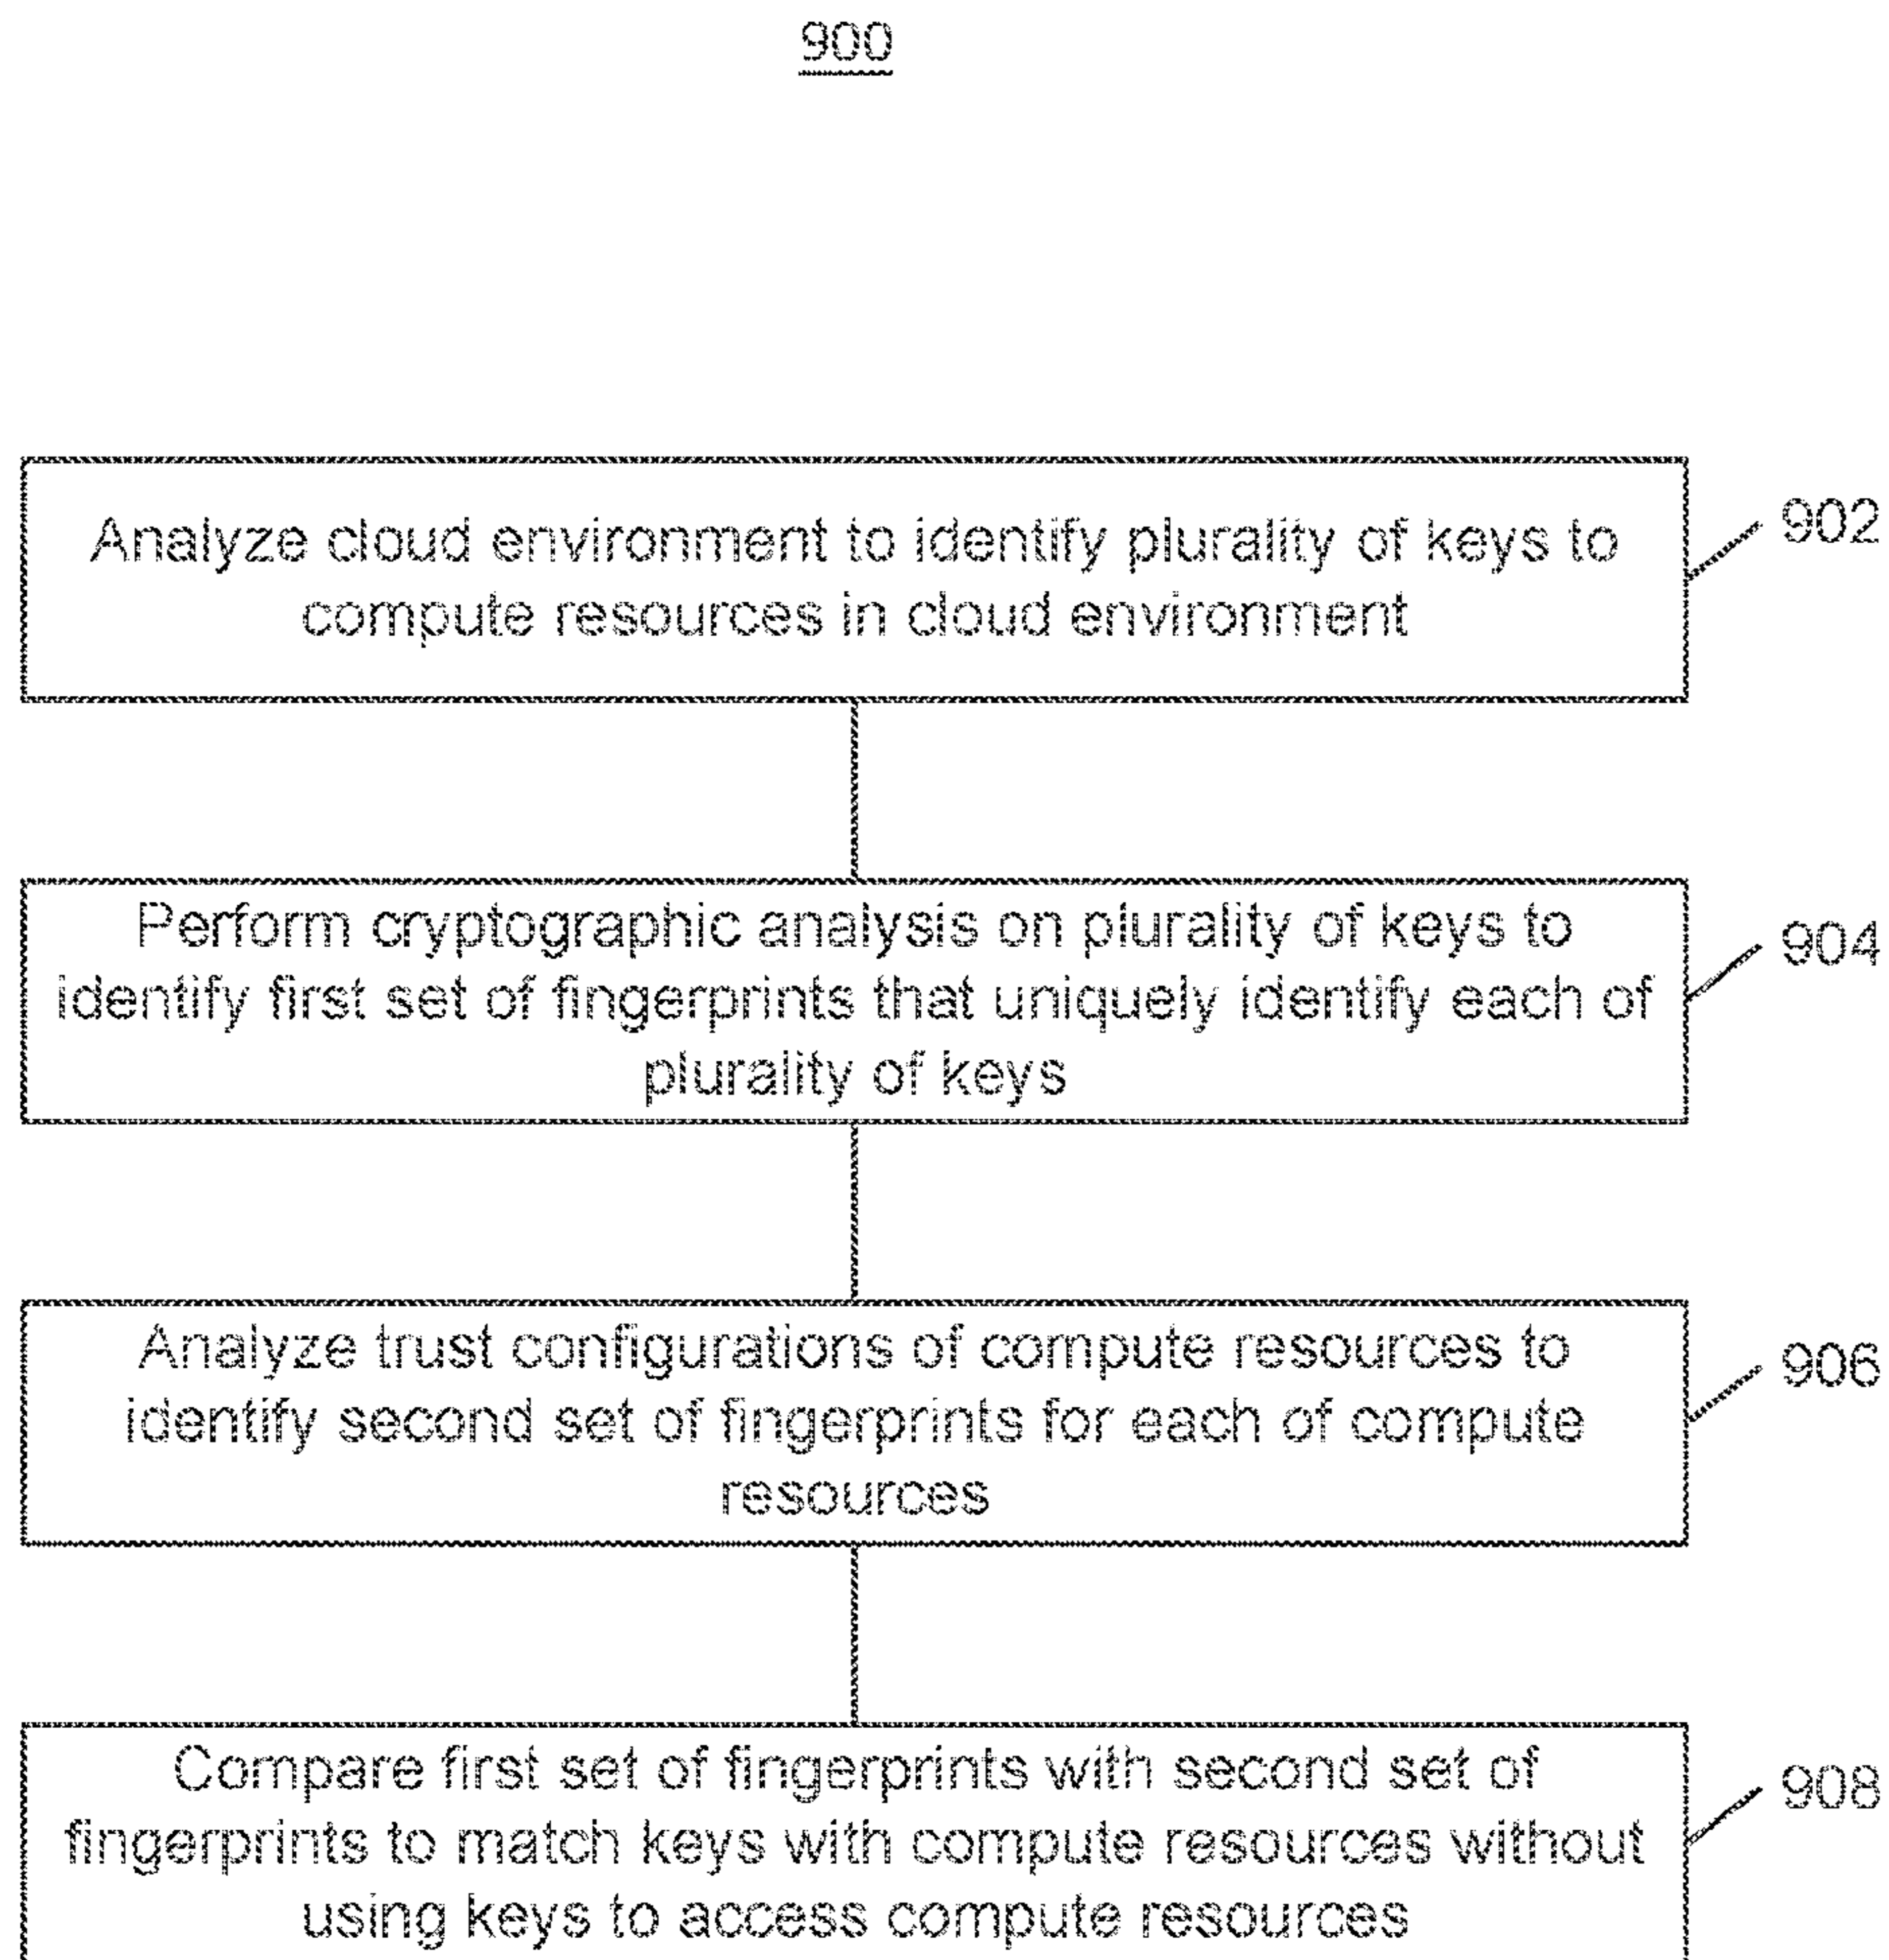 900
Analyze cloud environment to identify plurality of keys to
compute resources in cloud environment
902
Perform cryptographic analysis on plurality of keys to
identify first set of fingerprints that uniquely identify each of
plurality of keys
904
Analyze trust configurations of compute resources to
identify second set of fingerprints for each of compute
resources
906
Compare first set of fingerprints with second set of
fingerprints to match keys with compute resources without
using keys to access compute resources
908